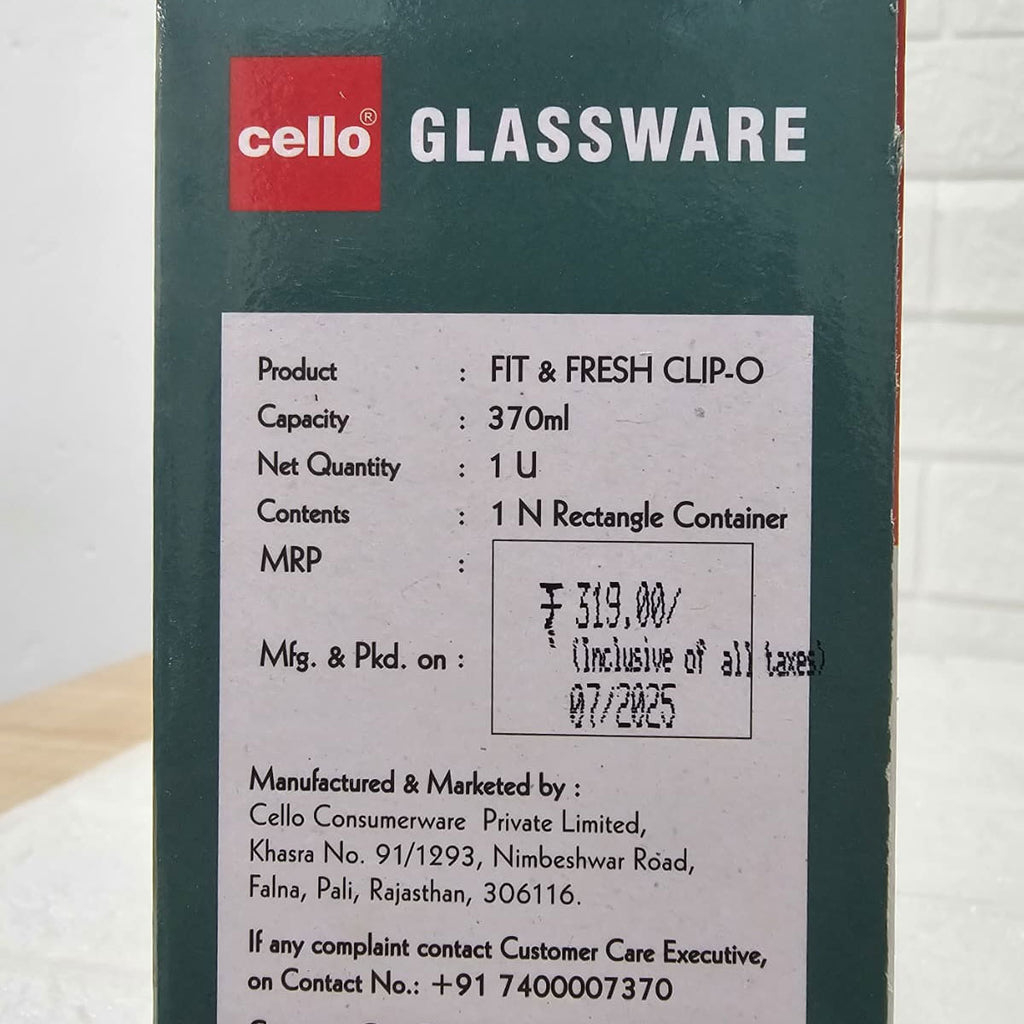 cello® GLASSWARE
Product : FIT & FRESH CLIP-O
Capacity : 370ml
Net Quantity : 1 U
Contents : 1 N Rectangle Container
MRP : ₹ 319.00/
(Inclusive of all taxes)
Mfg. & Pkd. on : 07/2025
Manufactured & Marketed by :
Cello Consumerware Private Limited,
Khasra No. 91/1293, Nimbeshwar Road,
Falna, Pali, Rajasthan, 306116.
If any complaint contact Customer Care Executive,
on Contact No.: +91 7400007370